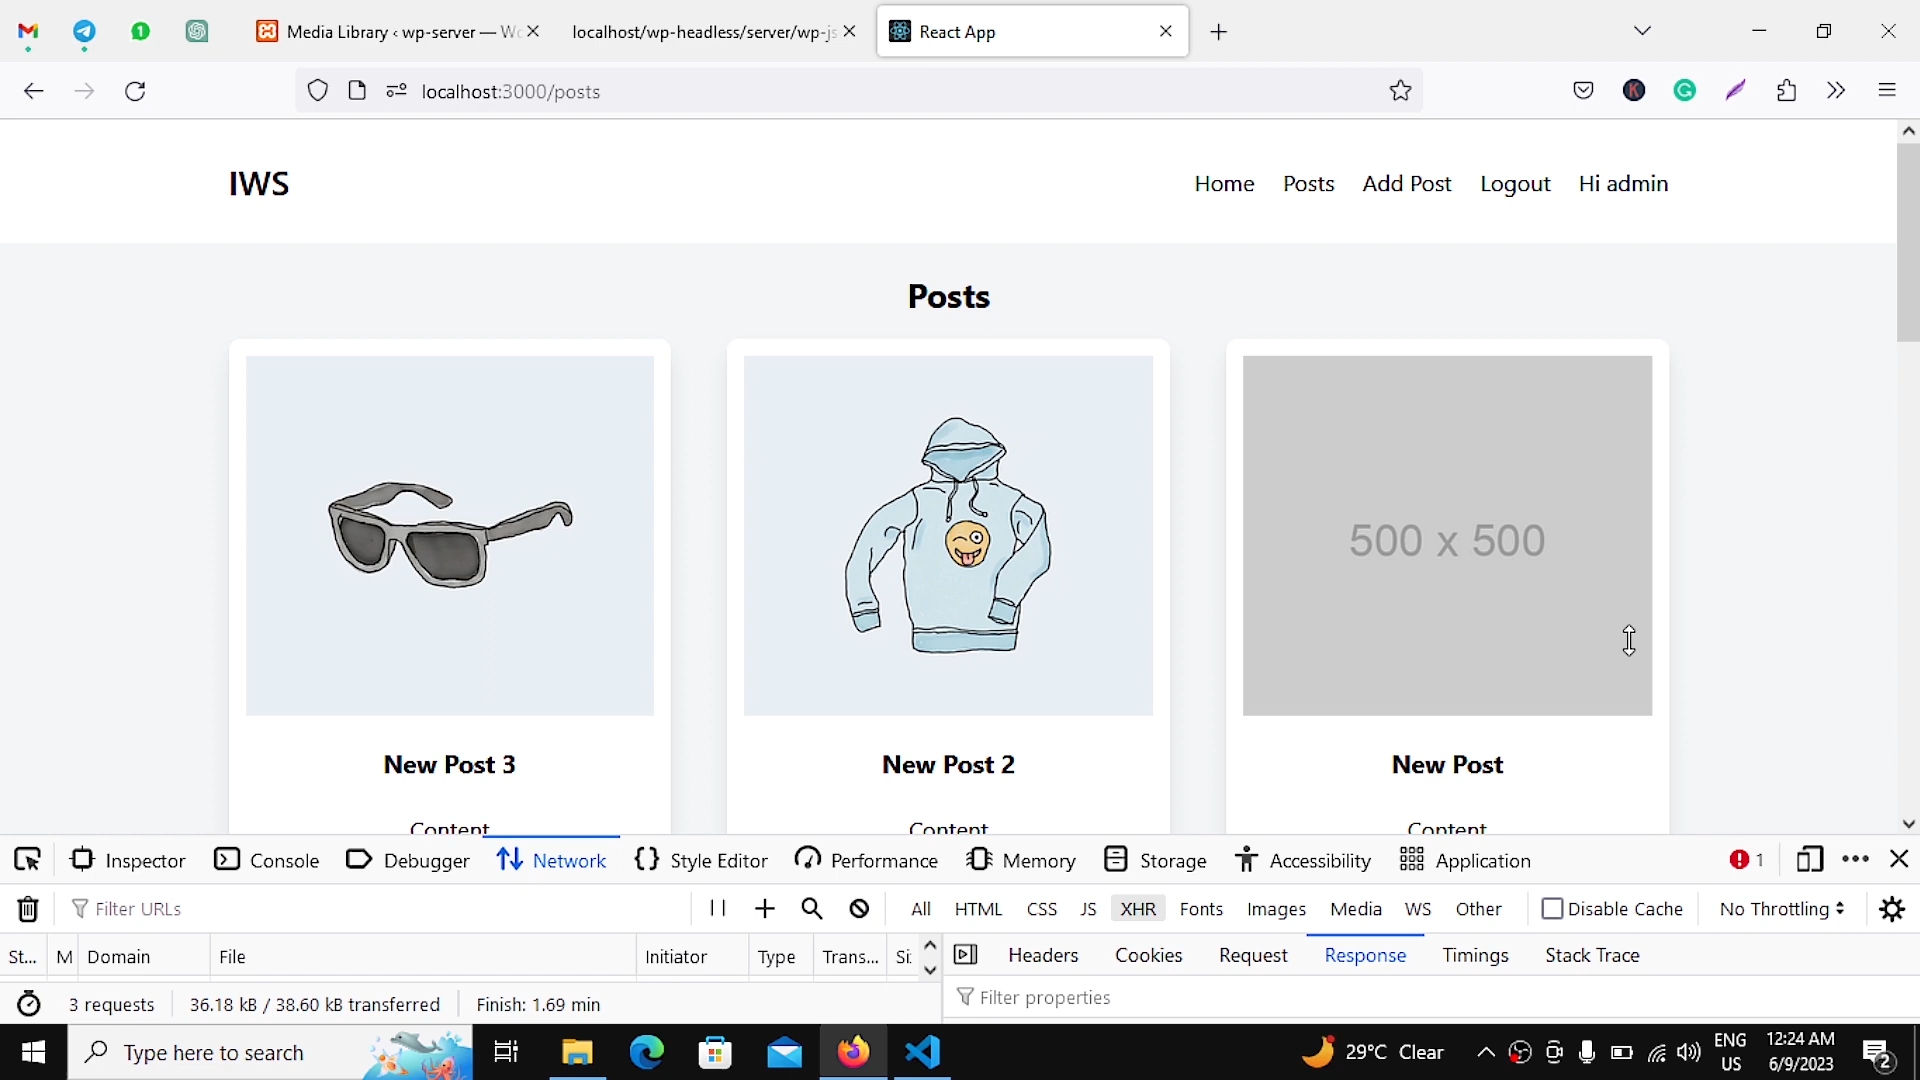 1
Media Library ‹ wp-server — Wo
localhost/wp-headless/server/wp-js
React App
localhost:3000/posts
K
G
IWS
Home
Posts
Add Post
Logout
Hi admin
Posts
500 x 500
New Post 3
New Post 2
New Post
Content
Content
Content
Inspector
Console
Debugger
Network
Style Editor
Performance
Memory
Storage
Accessibility
Application
1
Filter URLs
All
HTML
CSS
JS
XHR
Fonts
Images
Media
WS
Other
Disable Cache
No Throttling
St...
M
Domain
File
Initiator
Type
Trans...
Si
Headers
Cookies
Request
Response
Timings
Stack Trace
3 requests
36.18 kB / 38.60 kB transferred
Finish: 1.69 min
Filter properties
Type here to search
29°C Clear
ENG
US
12:24 AM
6/9/2023
2